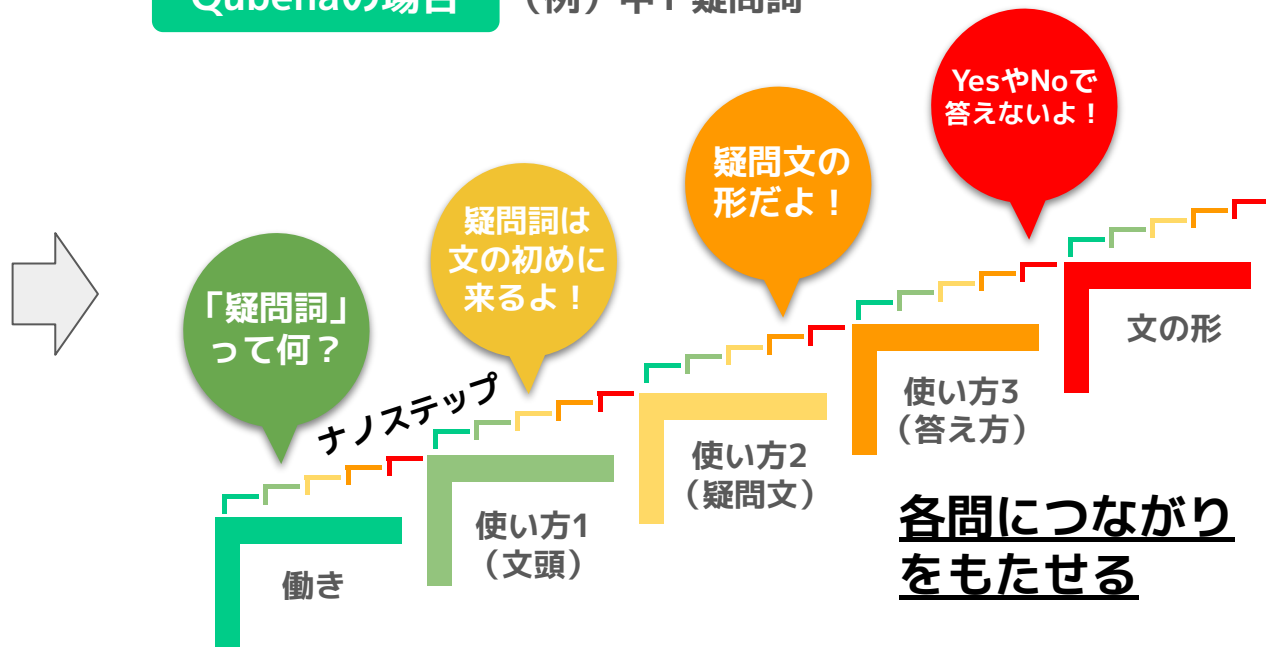 Qubenaの場合
(例)中1 疑問詞
YesやNoで
答えないよ!
疑問文の
形だよ!
疑問詞は
文の初めに
来るよ!
「疑問詞」
って何?
ナノステップ
働き
使い方1
(文頭)
使い方2
(疑問文)
使い方3
(答え方)
文の形
各問につながり
をもたせる